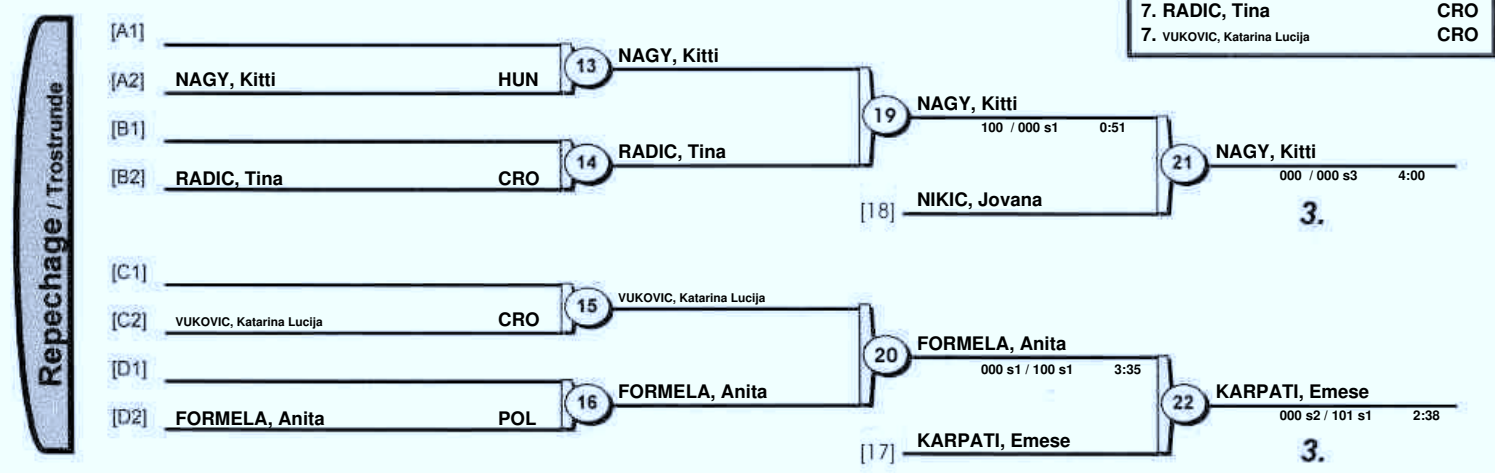 7. RADIC, Tina CRO
7. VUKOVIC, Katarina Lucija CRO
Repechage / Trostrunde
[A1]
[A2] NAGY, Kitti HUN
13 NAGY, Kitti
[B1]
[B2] RADIC, Tina CRO
14 RADIC, Tina
19 NAGY, Kitti
100 / 000 s1 0:51
[18] NIKIC, Jovana
21 NAGY, Kitti
000 / 000 s3 4:00
3.
[C1]
[C2] VUKOVIC, Katarina Lucija CRO
15 VUKOVIC, Katarina Lucija
[D1]
[D2] FORMELA, Anita POL
16 FORMELA, Anita
20 FORMELA, Anita
000 s1 / 100 s1 3:35
[17] KARPATI, Emese
22 KARPATI, Emese
000 s2 / 101 s1 2:38
3.